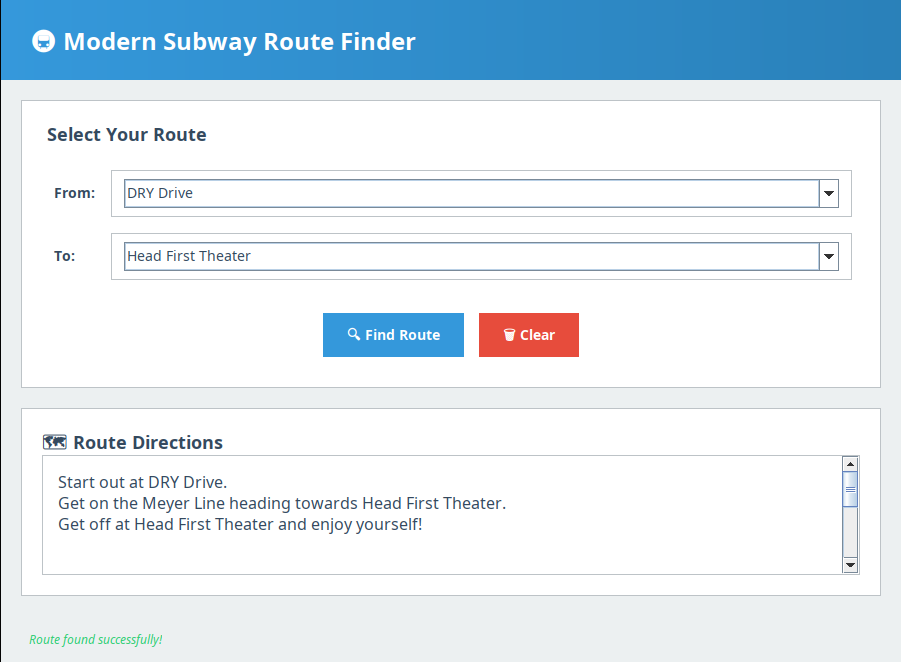 Modern Subway Route Finder
Select Your Route
From: DRY Drive
To: Head First Theater
Find Route Clear
Route Directions
Start out at DRY Drive.
Get on the Meyer Line heading towards Head First Theater.
Get off at Head First Theater and enjoy yourself!
Route found successfully!